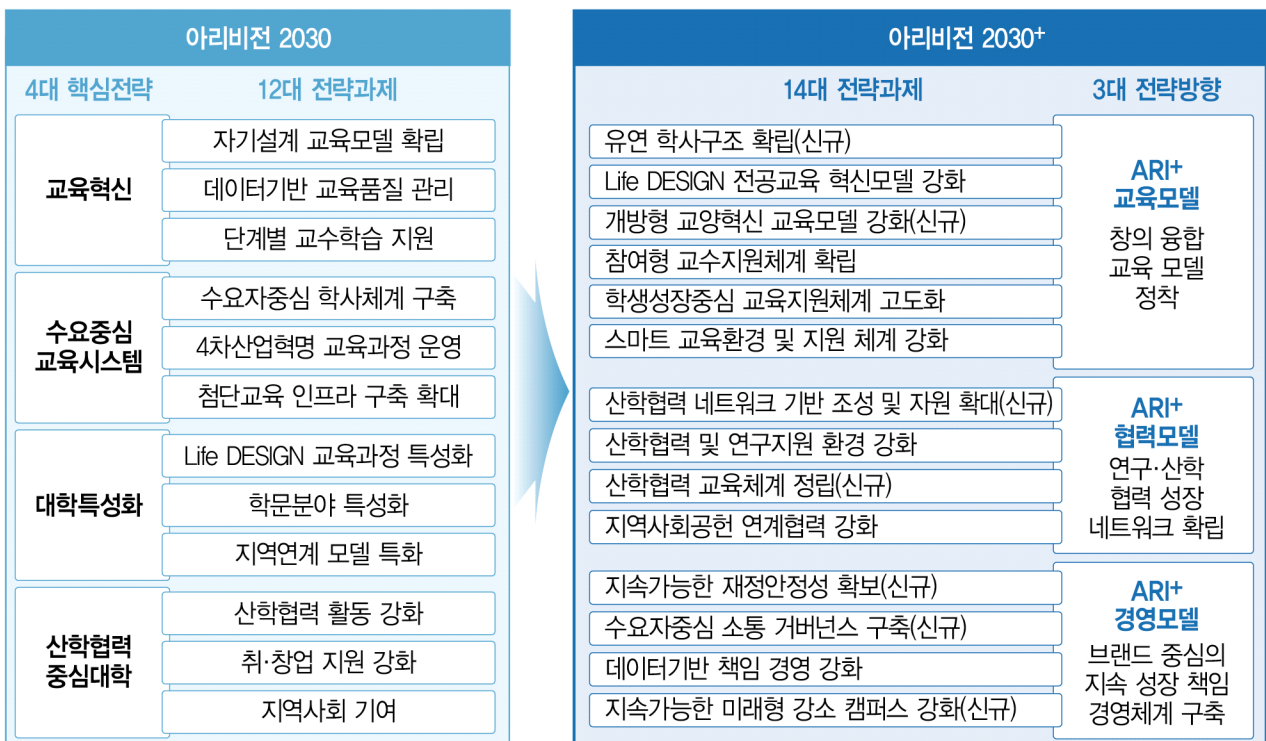 아리비전 2030
4대 핵심전략
12대 전략과제
교육혁신
자기설계 교육모델 확립
데이터기반 교육품질 관리
단계별 교수학습 지원
수요중심
교육시스템
수요자중심 학사체계 구축
4차산업혁명 교육과정 운영
첨단교육 인프라 구축 확대
대학특성화
Life DESIGN 교육과정 특성화
학문분야 특성화
지역연계 모델 특화
산학협력
중심대학
산학협력 활동 강화
취·창업 지원 강화
지역사회 기여
아리비전 2030+
14대 전략과제
3대 전략방향
유연 학사구조 확립(신규)
Life DESIGN 전공교육 혁신모델 강화
개방형 교양혁신 교육모델 강화(신규)
참여형 교수지원체계 확립
학생성장중심 교육지원체계 고도화
스마트 교육환경 및 지원 체계 강화
ARI+
교육모델
창의 융합
교육 모델
정착
산학협력 네트워크 기반 조성 및 자원 확대(신규)
산학협력 및 연구지원 환경 강화
산학협력 교육체계 정립(신규)
지역사회공헌 연계협력 강화
ARI+
협력모델
연구·산학
협력 성장
네트워크 확립
지속가능한 재정안정성 확보(신규)
수요자중심 소통 거버넌스 구축(신규)
데이터기반 책임 경영 강화
지속가능한 미래형 강소 캠퍼스 강화(신규)
ARI+
경영모델
브랜드 중심의
지속 성장 책임
경영체계 구축